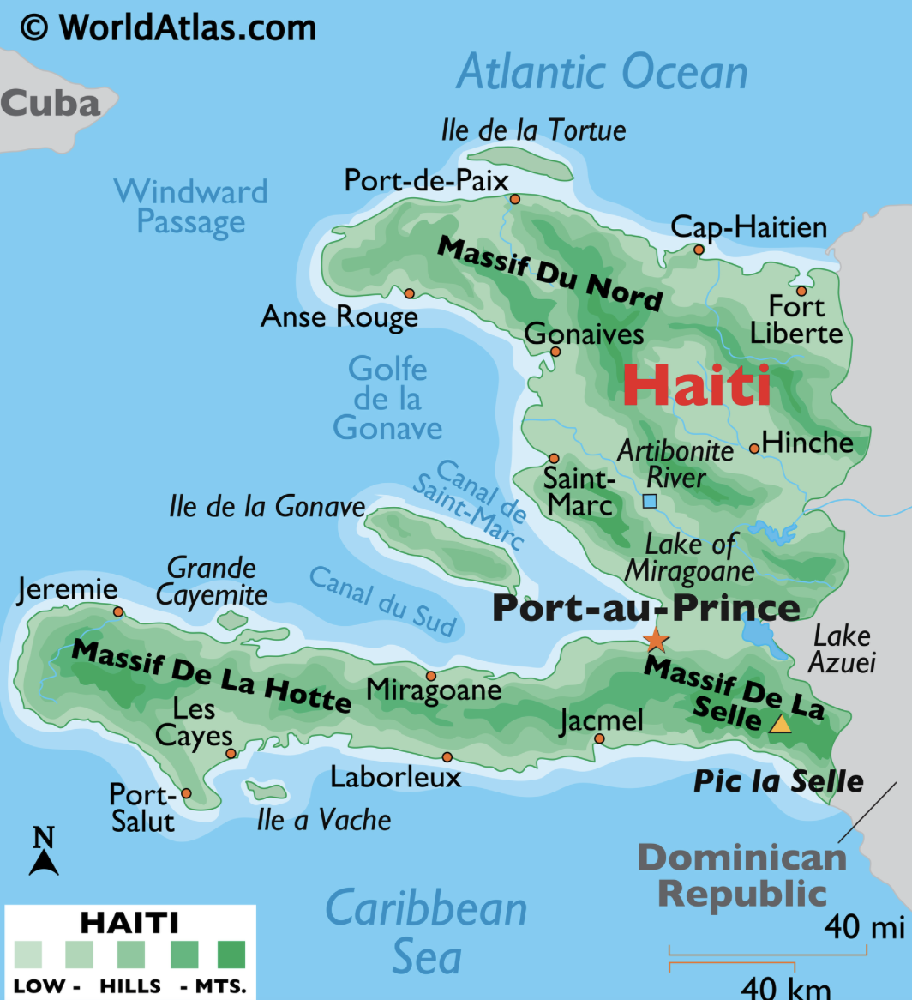 © WorldAtlas.com
Atlantic Ocean
Cuba
Ile de la Tortue
Port-de-Paix
Windward
Passage
Cap-Haitien
Massif Du Nord
Anse Rouge
Fort
Liberte
Gonaives
Golfe
de la
Gonave
Haiti
Hinche
Artibonite
River
Saint-
Marc
Canal de
Saint-Marc
Ile de la Gonave
Lake of
Miragoane
Grande
Cayemite
Jeremie
Canal du Sud
Port-au-Prince
Lake
Azuei
Massif De La Hotte
Miragoane
Massif De La
Selle
Les
Cayes
Jacmel
Laborleux
Pic la Selle
Port-
Salut
Ile a Vache
N
Dominican
Republic
Caribbean
Sea
HAITI
LOW - HILLS - MTS.
40 mi
40 km